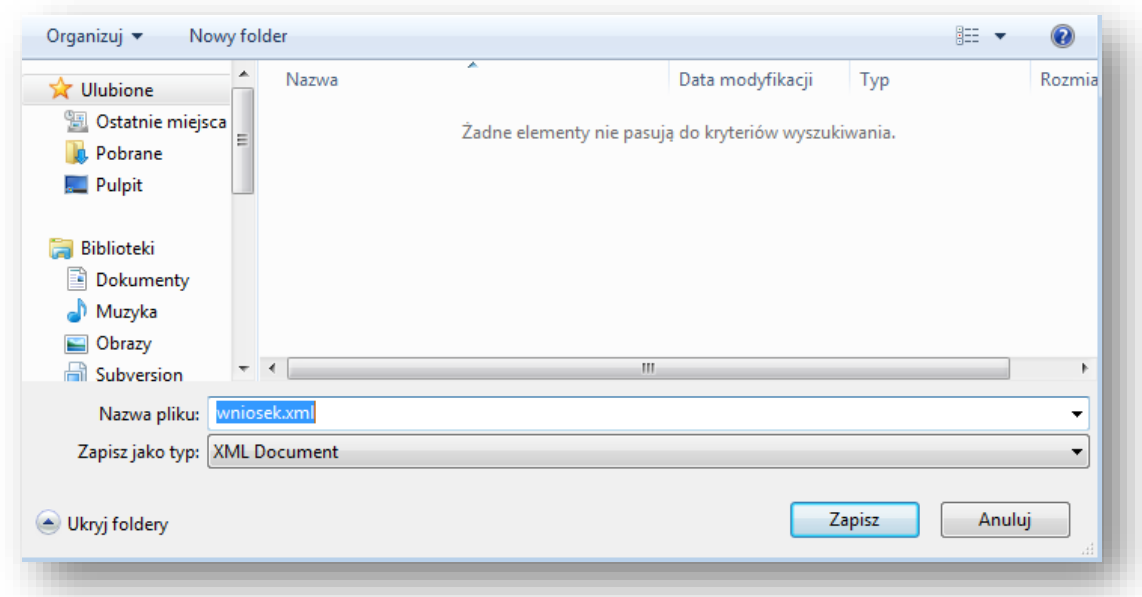 Organizuj Nowy folder
Nazwa Data modyfikacji Typ Rozmia
Ulubione
Ostatnie miejsca
Pobrane
Pulpit
Żadne elementy nie pasują do kryteriów wyszukiwania.
Biblioteki
Dokumenty
Muzyka
Obrazy
Subversion
Nazwa pliku: wniosek.xml
Zapisz jako typ: XML Document
Ukryj foldery Zapisz Anuluj